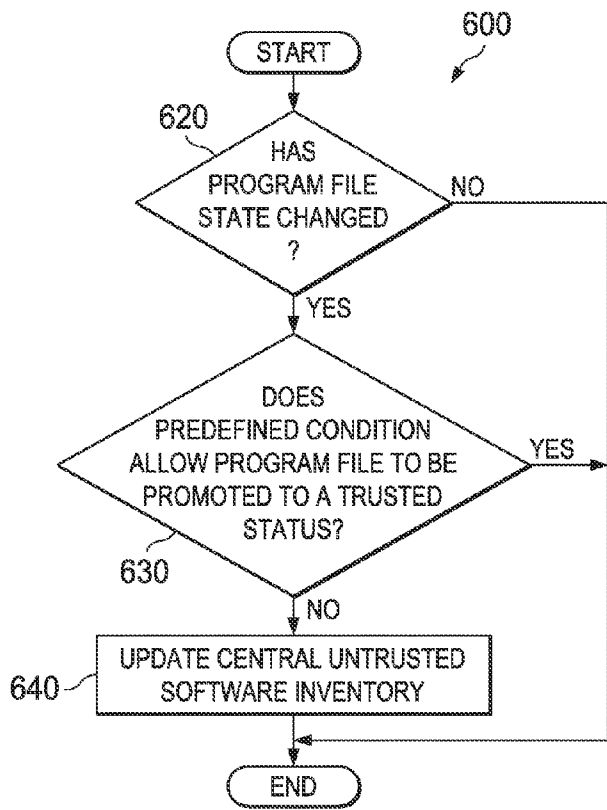 600
START
620
HAS
PROGRAM FILE
STATE CHANGED
?
NO
YES
DOES
PREDEFINED CONDITION
ALLOW PROGRAM FILE TO BE
PROMOTED TO A TRUSTED
STATUS?
YES
630
NO
640
UPDATE CENTRAL UNTRUSTED
SOFTWARE INVENTORY
END